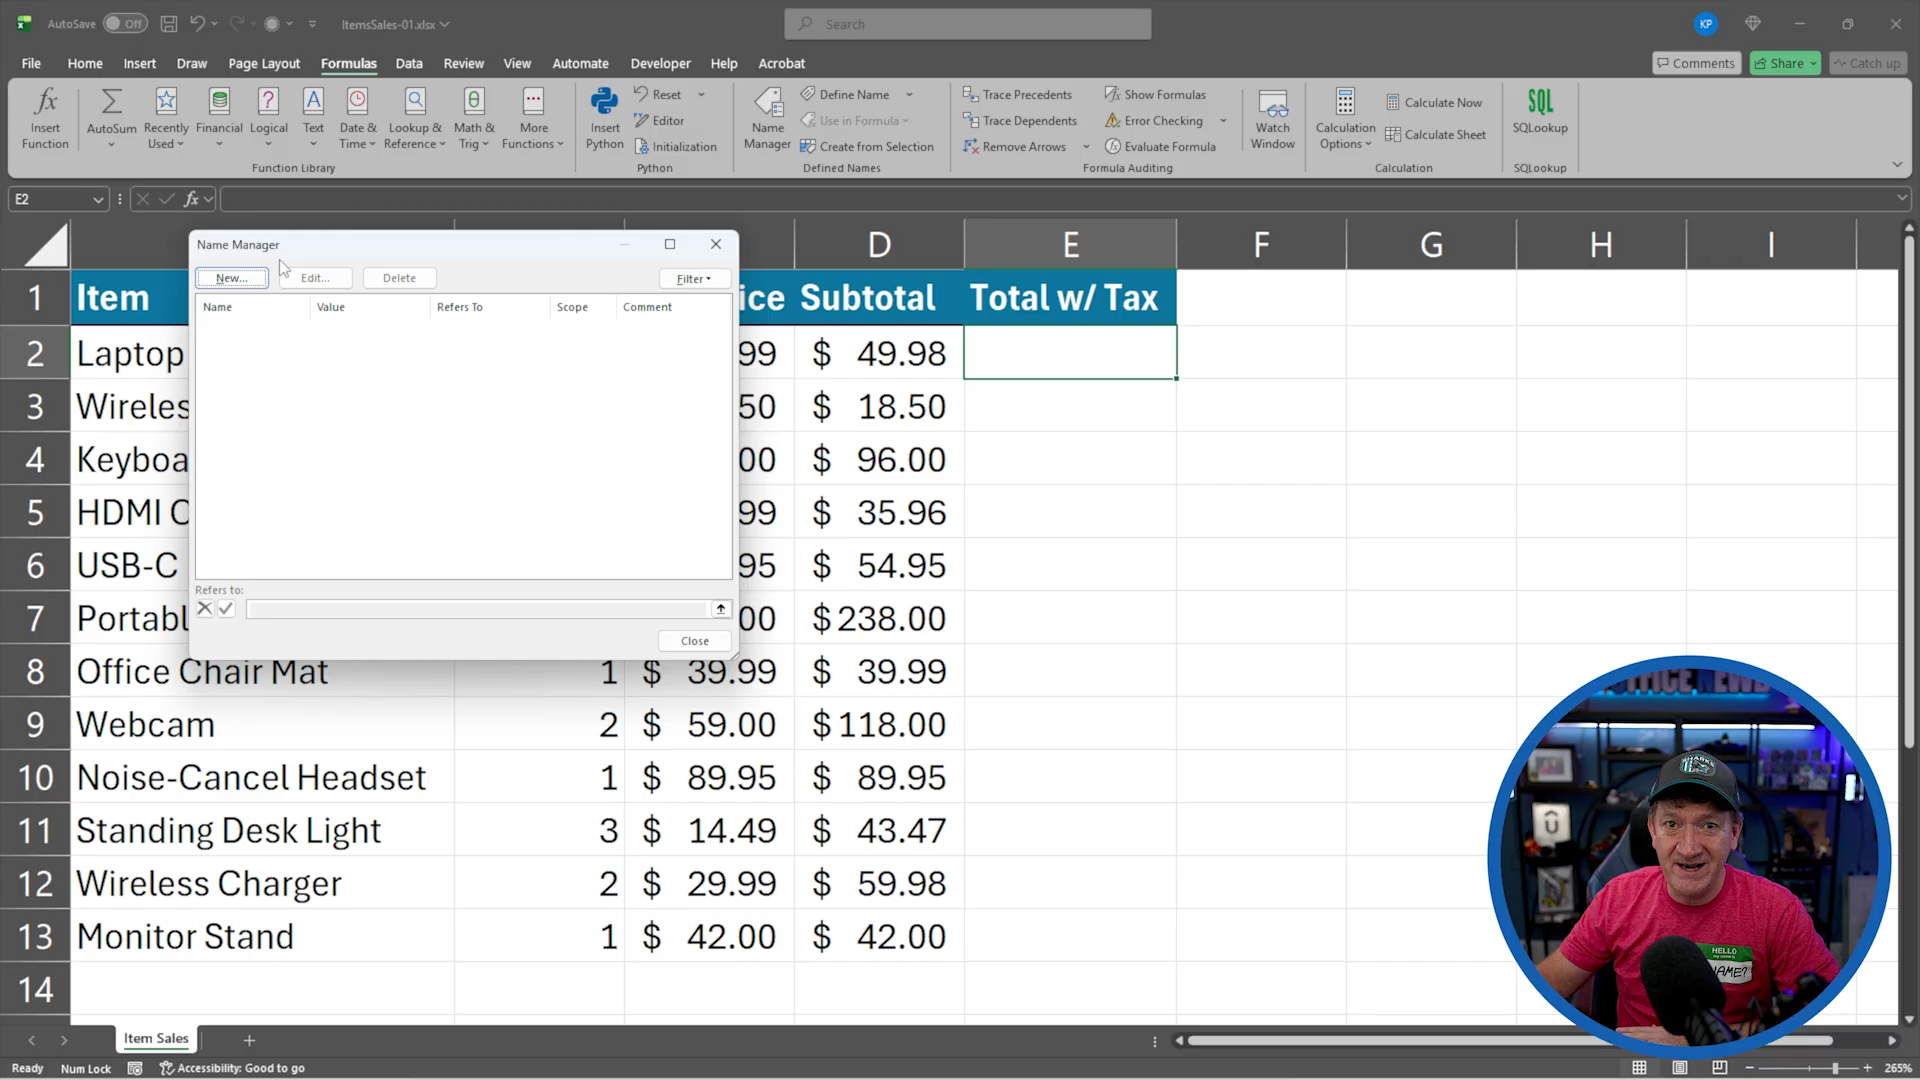 AutoSave Off ItemsSales-01.xlsx Search KP
File Home Insert Draw Page Layout Formulas Data Review View Automate Developer Help Acrobat Comments Share Catch up
Insert Function
AutoSum
Recently Used
Financial
Logical
Text
Date & Time
Lookup & Reference
Math & Trig
More Functions
Function Library
Insert Python
Reset
Editor
Initialization
Python
Name Manager
Define Name
Use in Formula
Create from Selection
Defined Names
Trace Precedents
Trace Dependents
Remove Arrows
Show Formulas
Error Checking
Evaluate Formula
Formula Auditing
Watch Window
Calculation Options
Calculate Now
Calculate Sheet
Calculation
SQL
SQLookup
SQLookup
E2 fx
Name Manager
New... Edit... Delete Filter
Name Value Refers To Scope Comment
Refers to:
Close
D E F G H I
1 Item ice Subtotal Total w/ Tax
2 Laptop 99 $ 49.98
3 Wireles 50 $ 18.50
4 Keyboa 00 $ 96.00
5 HDMI C 99 $ 35.96
6 USB-C 95 $ 54.95
7 Portabl 00 $238.00
8 Office Chair Mat 1 $ 39.99 $ 39.99
9 Webcam 2 $ 59.00 $118.00
10 Noise-Cancel Headset 1 $ 89.95 $ 89.95
11 Standing Desk Light 3 $ 14.49 $ 43.47
12 Wireless Charger 2 $ 29.99 $ 59.98
13 Monitor Stand 1 $ 42.00 $ 42.00
14
SHARKS
HELLO
my name is
NAME?
Item Sales
Ready Num Lock Accessibility: Good to go 265%